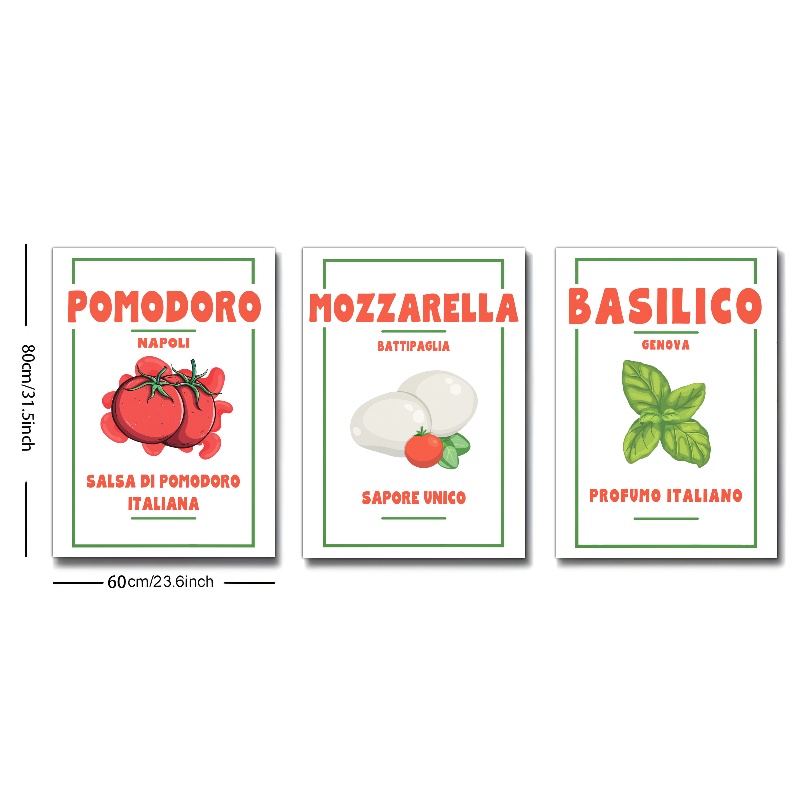 POMODORO
NAPOLI
SALSA DI POMODORO
ITALIANA
MOZZARELLA
BATTIPAGLIA
SAPORE UNICO
BASILICO
GENOVA
PROFUMO ITALIANO
80cm/31.5inch
60cm/23.6inch